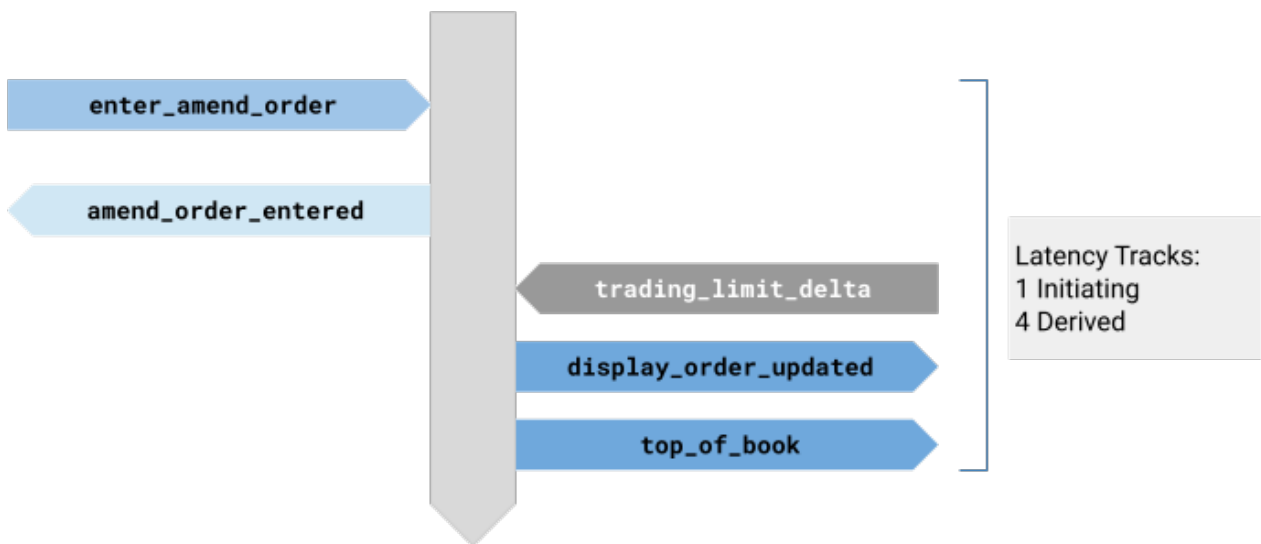 enter_amend_order
amend_order_entered
trading_limit_delta
display_order_updated
top_of_book
Latency Tracks:
1 Initiating
4 Derived